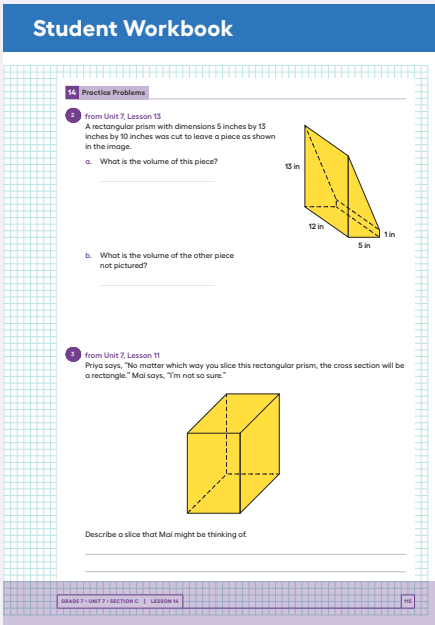 Student Workbook
14 Practice Problems
2
from Unit 7, Lesson 13
A rectangular prism with dimensions 5 inches by 13
inches by 10 inches was cut to leave a piece as shown
in the image.
a. What is the volume of this piece?
13 in
12 in
1 in
5 in
b. What is the volume of the other piece
not pictured?
3
from Unit 7, Lesson 11
Priya says, “No matter which way you slice this rectangular prism, the cross section will be
a rectangle.” Mai says, “I’m not so sure.”
Describe a slice that Mai might be thinking of.
GRADE 7 • UNIT 7 • SECTION C | LESSON 14
115